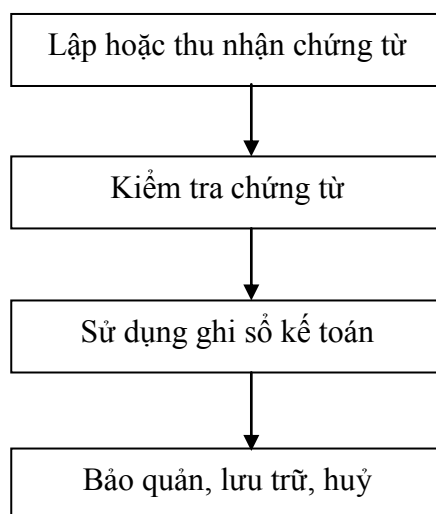 Lập hoặc thu nhận chứng từ
Kiểm tra chứng từ
Sử dụng ghi sổ kế toán
Bảo quản, lưu trữ, huỷ